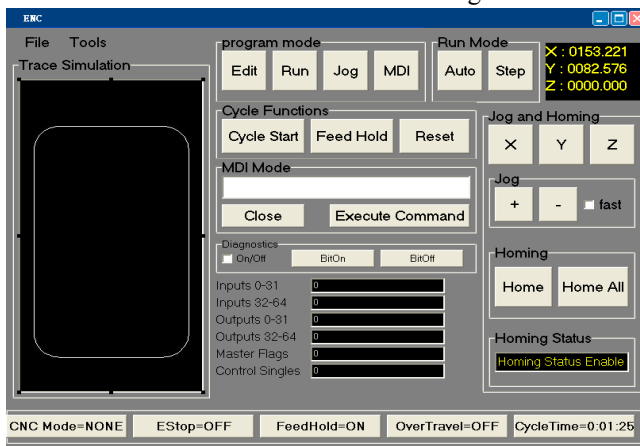 ENC
File Tools
Trace Simulation
program mode
Edit Run Jog MDI
Run Mode
Auto Step
X : 0153.221
Y : 0082.576
Z : 0000.000
Cycle Functions
Cycle Start Feed Hold Reset
MDI Mode
Close Execute Command
Diagnostics
On/Off BitOn BitOff
Inputs 0-31 0
Inputs 32-64 0
Outputs 0-31 0
Outputs 32-64 0
Master Flags 0
Control Singles 0
Jog and Homing
X Y Z
Jog
+ - fast
Homing
Home Home All
Homing Status
Homing Status Enable
CNC Mode=NONE EStop=OFF FeedHold=ON OverTravel=OFF CycleTime=0:01:25